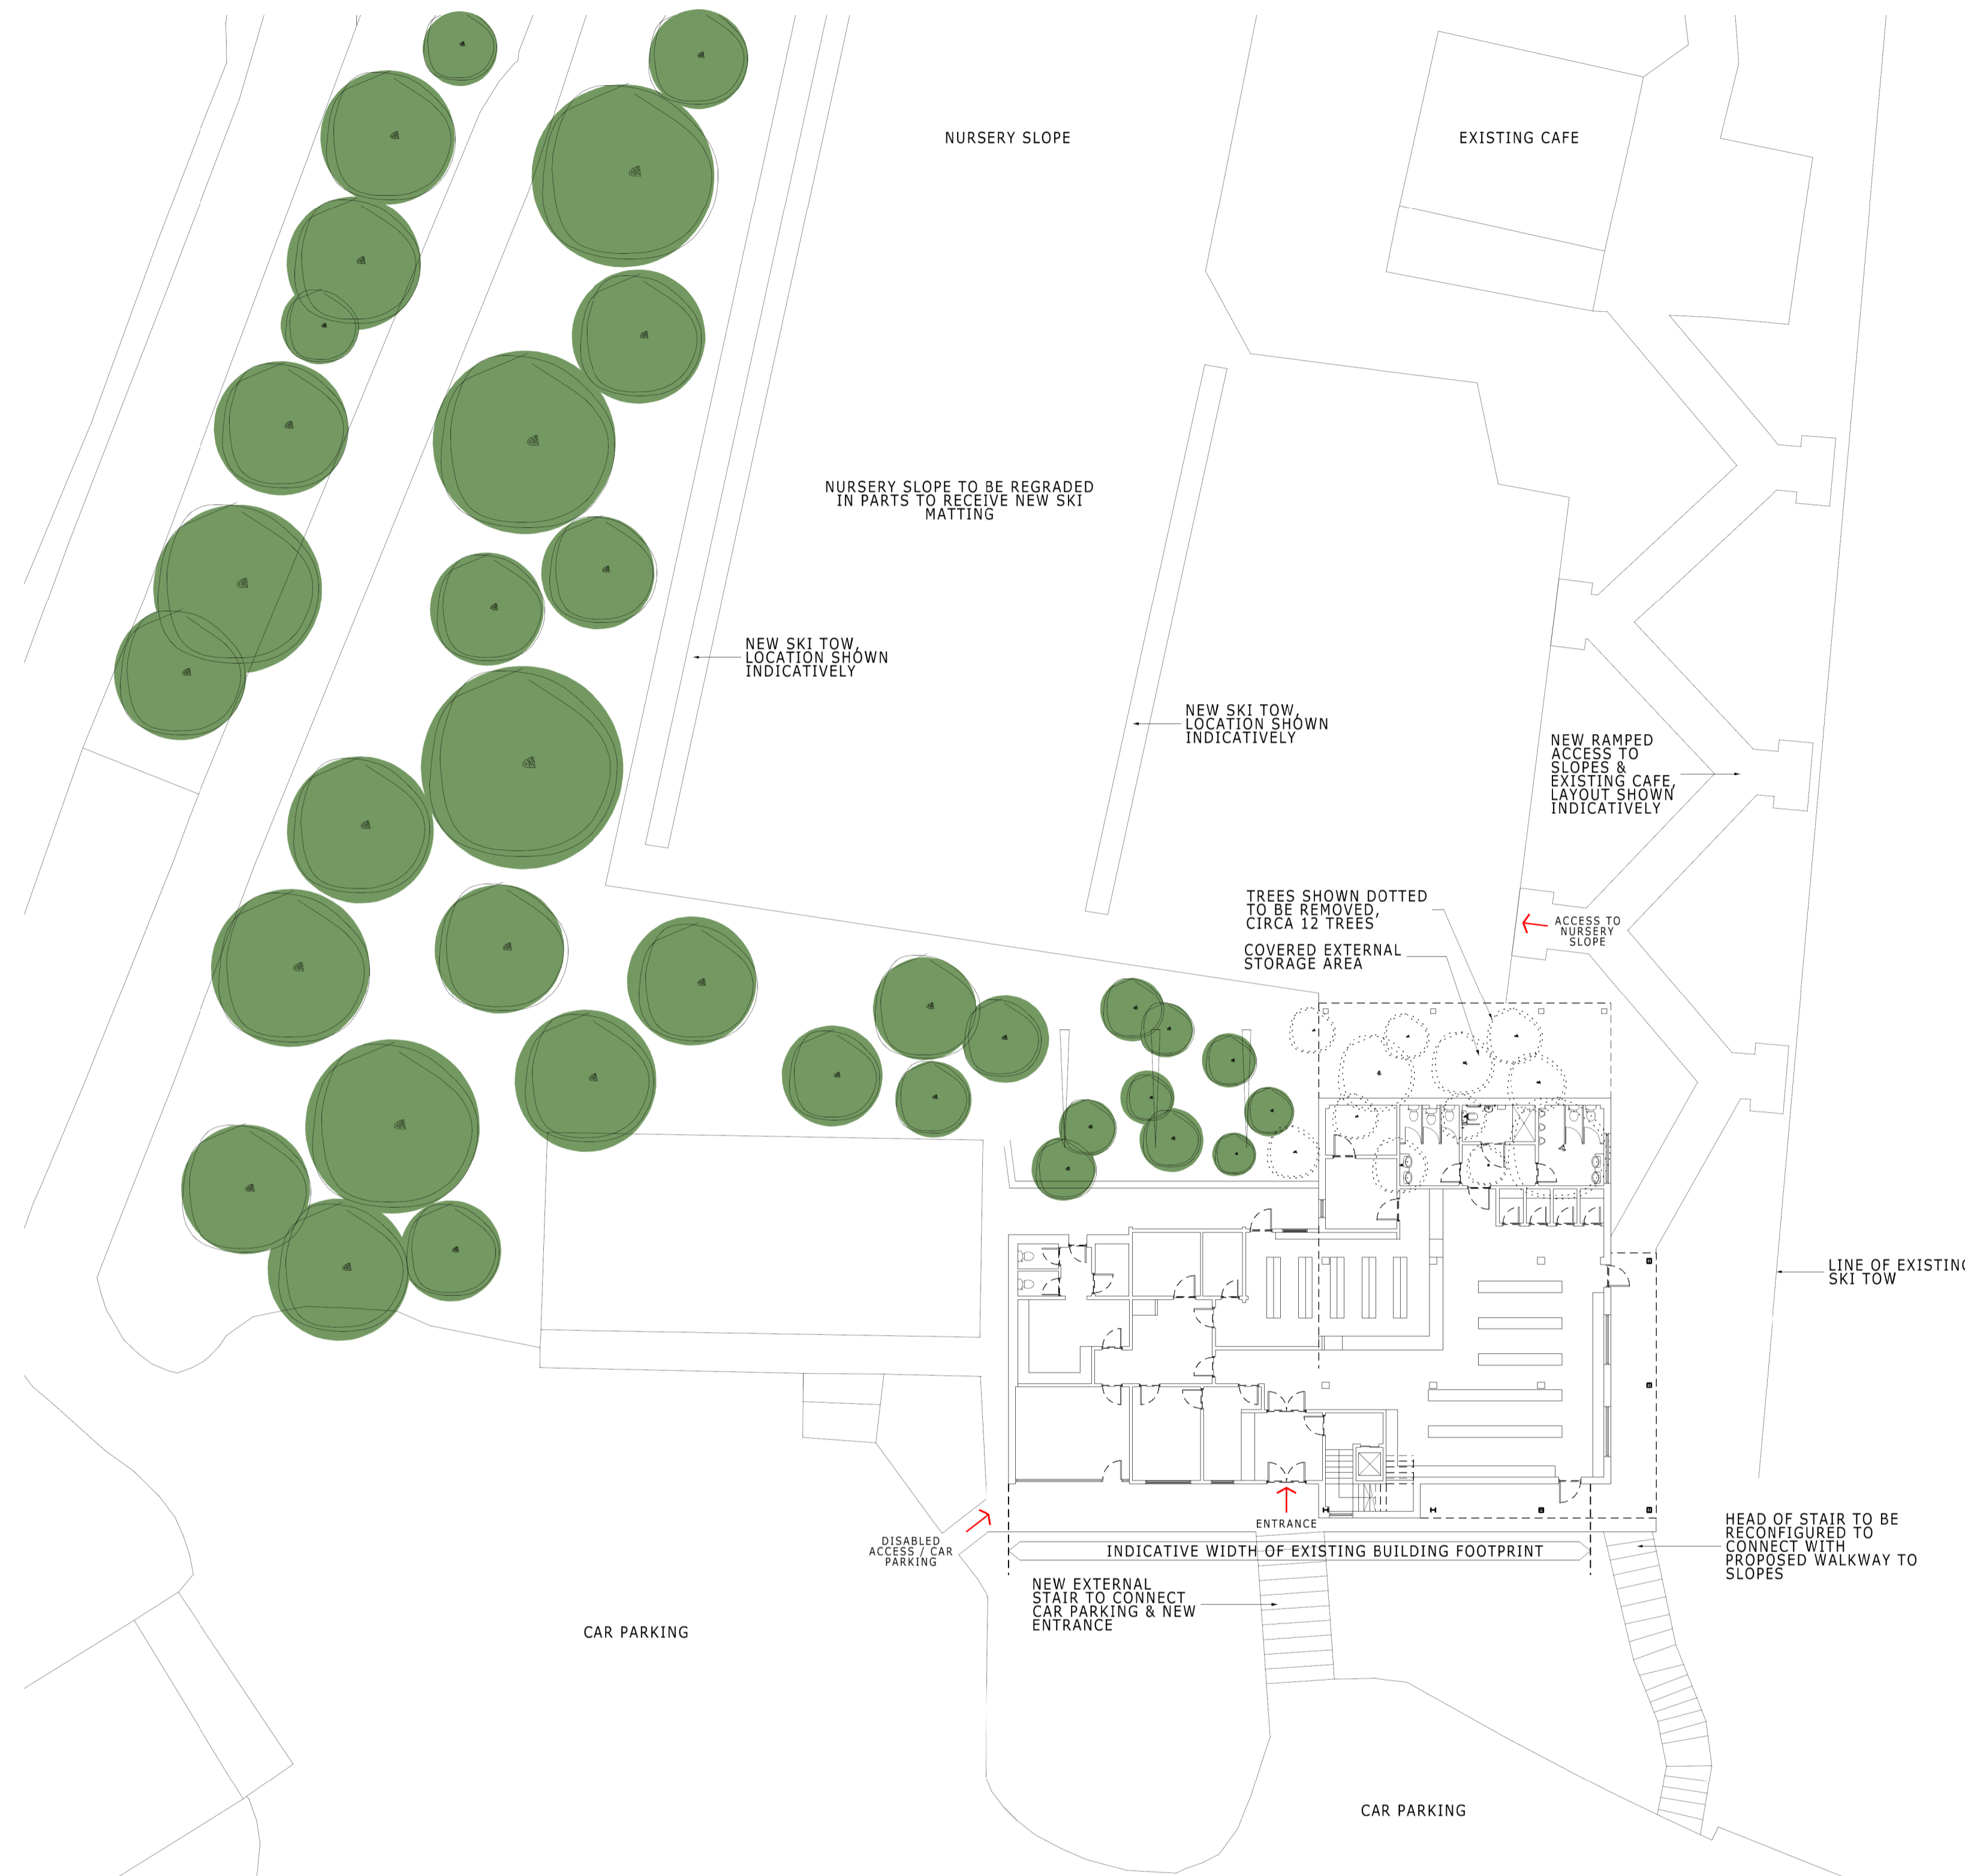 NURSERY SLOPE
EXISTING CAFE
NURSERY SLOPE TO BE REGRADED
IN PARTS TO RECEIVE NEW SKI
MATTING
NEW SKI TOW,
LOCATION SHOWN
INDICATIVELY
NEW SKI TOW,
LOCATION SHOWN
INDICATIVELY
NEW RAMPED
ACCESS TO
SLOPES &
EXISTING CAFE,
LAYOUT SHOWN
INDICATIVELY
TREES SHOWN DOTTED
TO BE REMOVED,
CIRCA 12 TREES
COVERED EXTERNAL
STORAGE AREA
ACCESS TO
NURSERY
SLOPE
LINE OF EXISTING
SKI TOW
ENTRANCE
DISABLED
ACCESS / CAR
PARKING
INDICATIVE WIDTH OF EXISTING BUILDING FOOTPRINT
HEAD OF STAIR TO BE
RECONFIGURED TO
CONNECT WITH
PROPOSED WALKWAY TO
SLOPES
NEW EXTERNAL
STAIR TO CONNECT
CAR PARKING & NEW
ENTRANCE
CAR PARKING
CAR PARKING